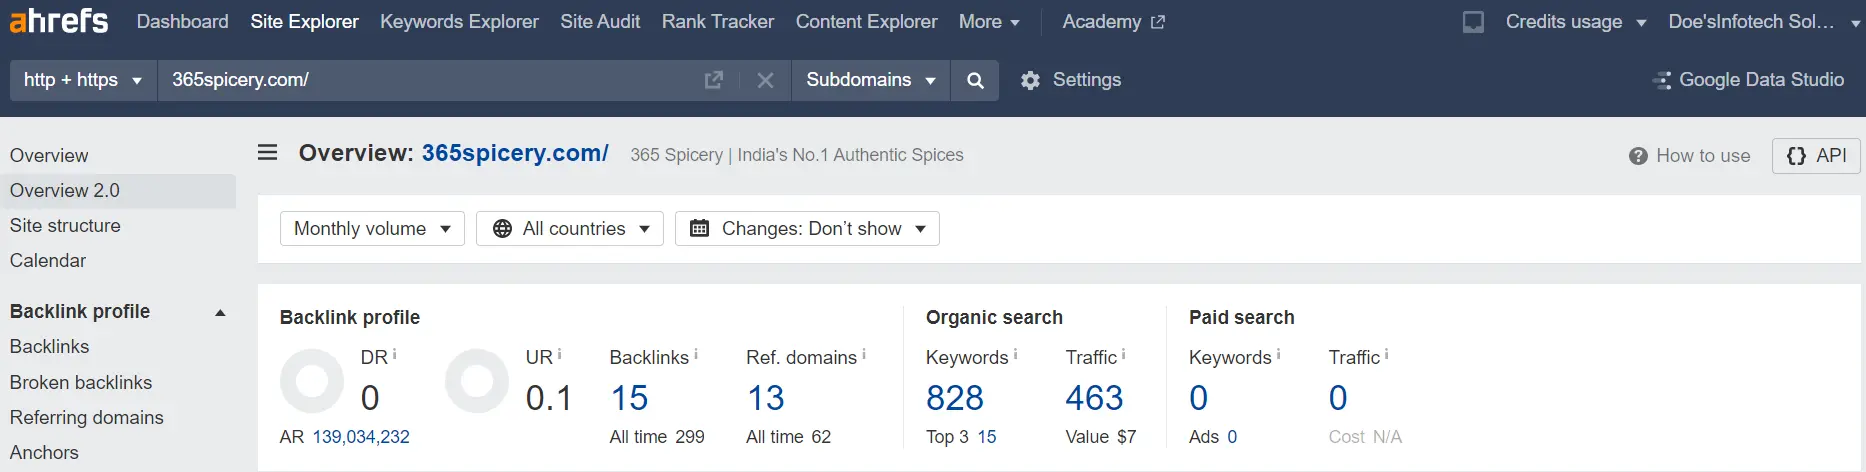 ahrefs Dashboard Site Explorer Keywords Explorer Site Audit Rank Tracker Content Explorer More Academy Credits usage Doe'sInfotech Sol...
http + https 365spicery.com/ Subdomains Settings Google Data Studio
Overview
Overview 2.0
Site structure
Calendar
Backlink profile
Backlinks
Broken backlinks
Referring domains
Anchors
Overview: 365spicery.com/ 365 Spicery | India's No.1 Authentic Spices How to use {} API
Monthly volume All countries Changes: Don't show
Backlink profile Organic search Paid search
DR i UR i Backlinks i Ref. domains i Keywords i Traffic i Keywords i Traffic i
0 0.1 15 13 828 463 0 0
AR 139,034,232 All time 299 All time 62 Top 3 15 Value $7 Ads 0 Cost N/A